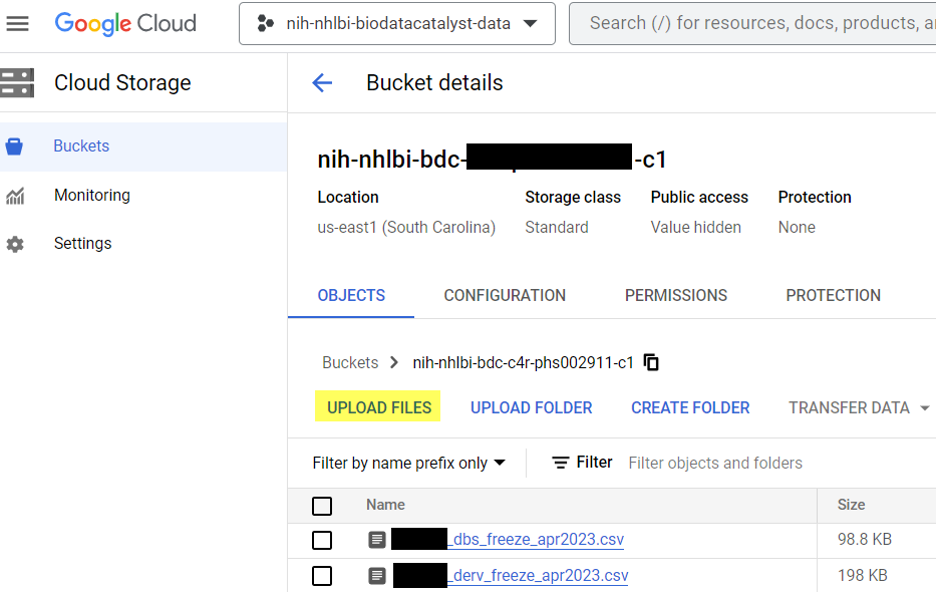 Google Cloud
nih-nhlbi-biodatacatalyst-data
Search (/) for resources, docs, products, a
Cloud Storage
Bucket details
Buckets
Monitoring
Settings
nih-nhlbi-bdc- -c1
Location Storage class Public access Protection
us-east1 (South Carolina) Standard Value hidden None
OBJECTS CONFIGURATION PERMISSIONS PROTECTION
Buckets > nih-nhlbi-bdc-c4r-phs002911-c1
UPLOAD FILES UPLOAD FOLDER CREATE FOLDER TRANSFER DATA
Filter by name prefix only Filter Filter objects and folders
Name Size
_dbs_freeze_apr2023.csv 98.8 KB
_derv_freeze_apr2023.csv 198 KB